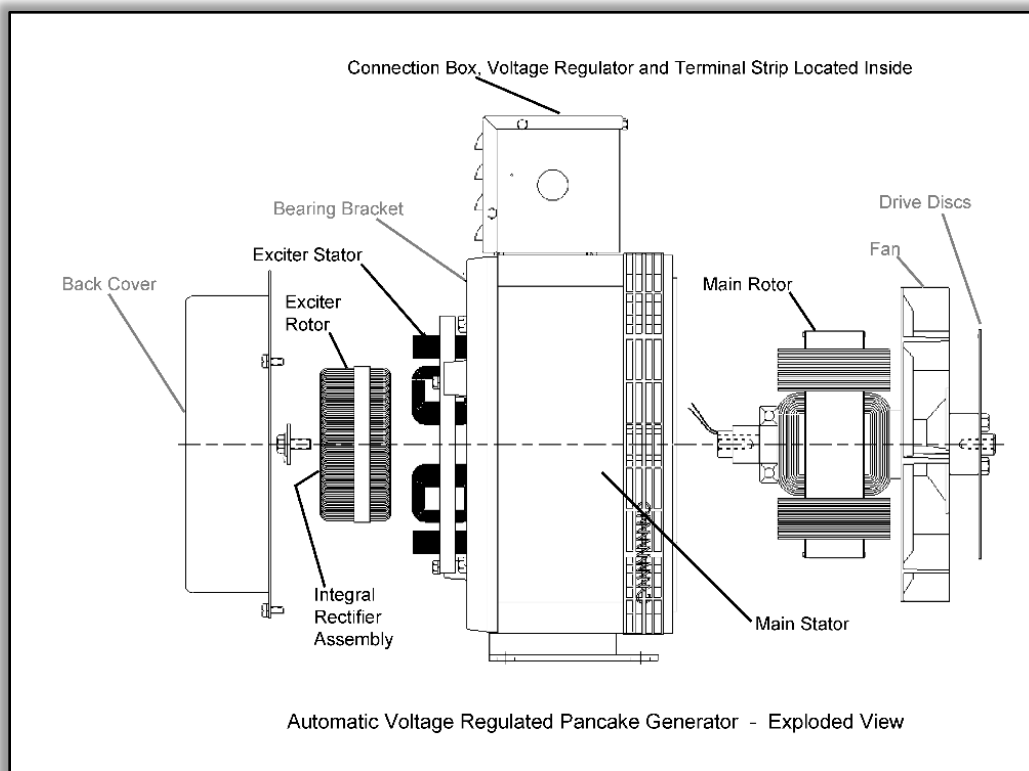 Connection Box, Voltage Regulator and Terminal Strip Located Inside
Drive Discs
Bearing Bracket
Fan
Exciter Stator
Back Cover
Main Rotor
Exciter
Rotor
Integral
Rectifier
Assembly
Main Stator
Automatic Voltage Regulated Pancake Generator - Exploded View